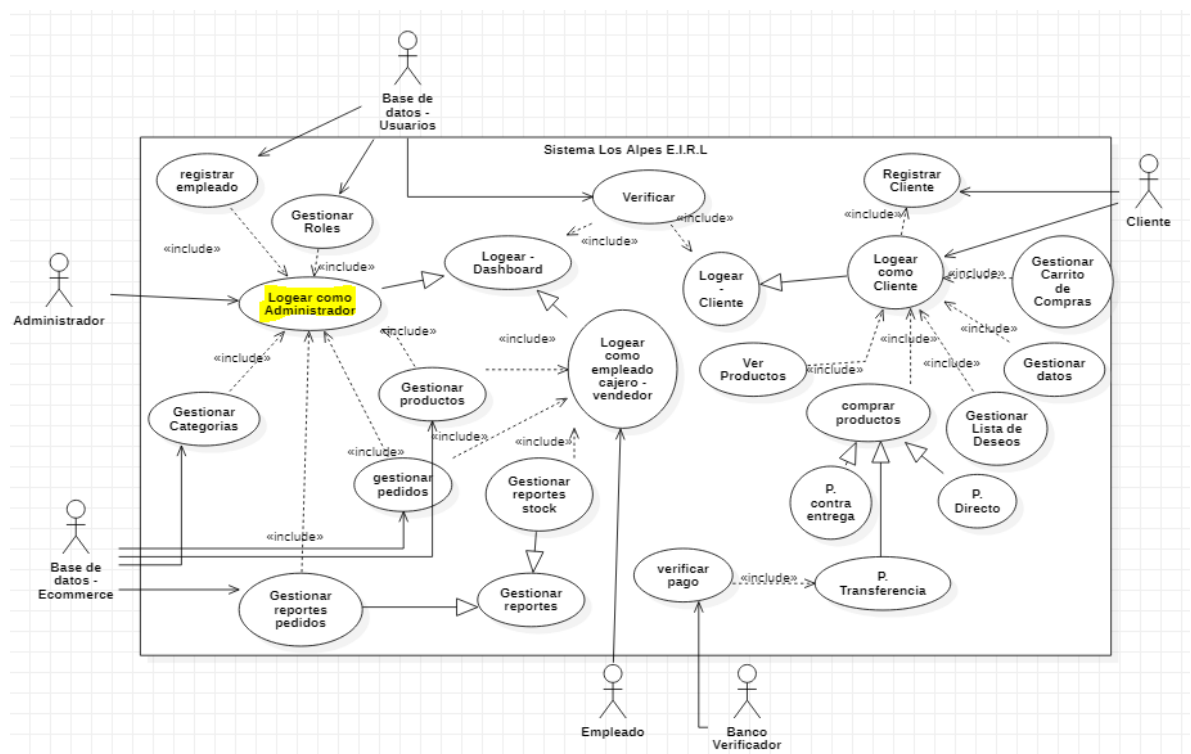 Base de
datos -
Usuarios
Sistema Los Alpes E.I.R.L
registrar
empleado
Gestionar
Roles
Verificar
Registrar
Cliente
Cliente
«include»
«include»
«include»
«include»
«include»
Logear -
Dashboard
Logear
- Cliente
Logear
como
Cliente
«include»
Gestionar
Carrito
de
Compras
Administrador
Logear como
Administrador
«include»
«include»
«include»
Logear
como
empleado
cajero -
vendedor
Ver
Productos
«include»
«include»
«include»
«include»
Gestionar
datos
Gestionar
Categorias
Gestionar
productos
comprar
productos
Gestionar
Lista de
Deseos
«include»
«include»
«include»
gestionar
pedidos
Gestionar
reportes
stock
P.
contra
entrega
P.
Directo
«include»
Base de
datos -
Ecommerce
Gestionar
reportes
pedidos
Gestionar
reportes
verificar
pago
«include»
P.
Transferencia
Empleado
Banco
Verificador